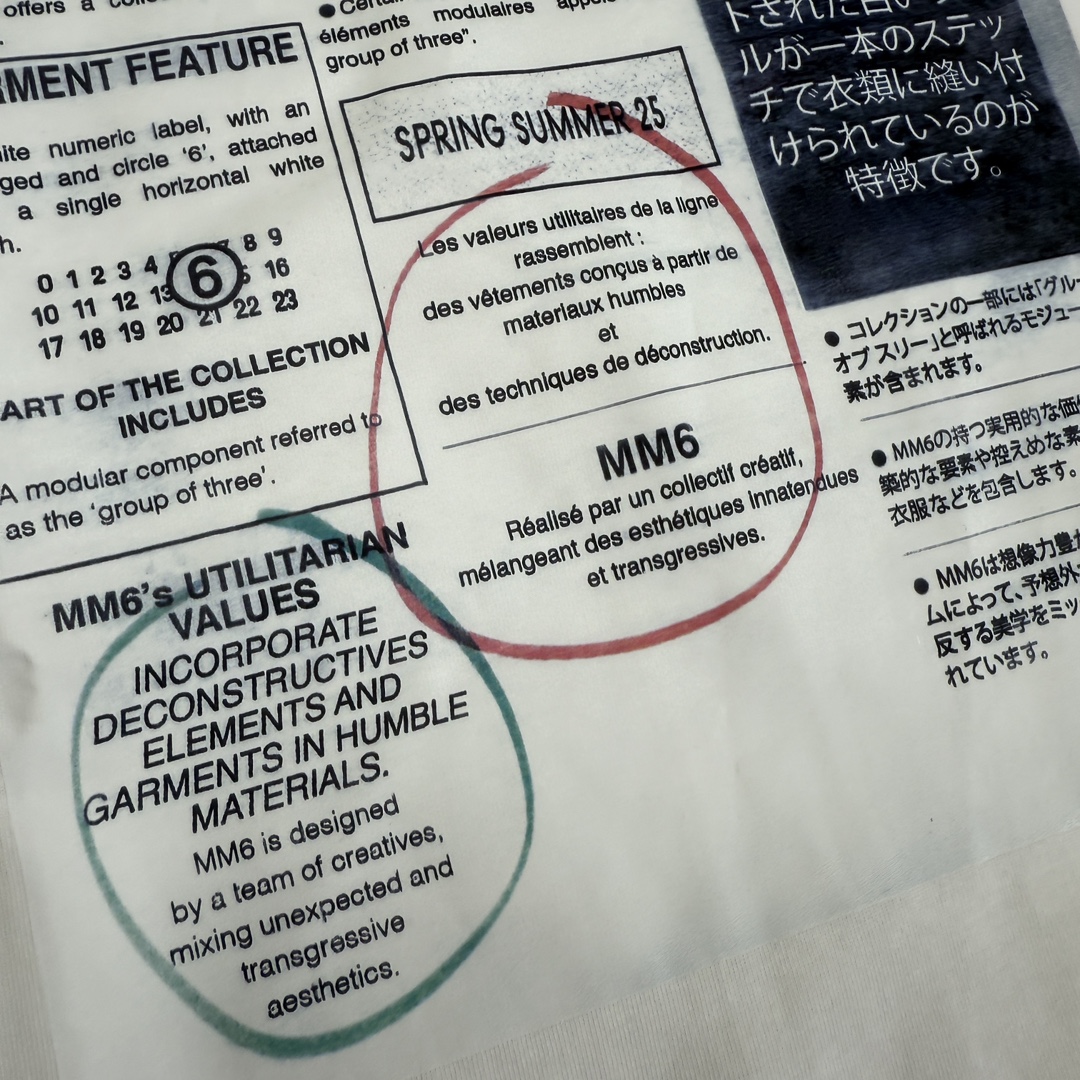 offers a
RMENT FEATURE
numeric label, with an
and circle ‘6’, attached
a single horizontal white
0 1 2 3 4 6 8 9
10 11 12 13 16
17 18 19 20 21 22 23
ART OF THE COLLECTION
INCLUDES
A modular component referred to
as the ‘group of three’.
MM6’s UTILITARIAN
VALUES
INCORPORATE
DECONSTRUCTIVES
ELEMENTS AND
GARMENTS IN HUMBLE
MATERIALS.
MM6 is designed
by a team of creatives,
mixing unexpected and
transgressive
aesthetics.
éléments modulaires
group of three”.
SPRING SUMMER 25
Les valeurs utilitaires de la ligne
rassemblent :
des vêtements conçus à partir de
materiaux humbles
et
des techniques de déconstruction.
MM6
Réalisé par un collectif créatif,
mélangeant des esthétiques innatendues
et transgressives.
ルが一本のステッ
チで衣類に縫い付
けられているのが
特徴です。
● コレクションの一部には「グルー
オブ スリー」と呼ばれるモジュー
素が含まれます。
● MM6の持つ実用的な価
築的な要素や控えめな素
衣服などを包含します。
● MM6は想像力豊
ムによって、予想外
反する美学をミッ
れています。